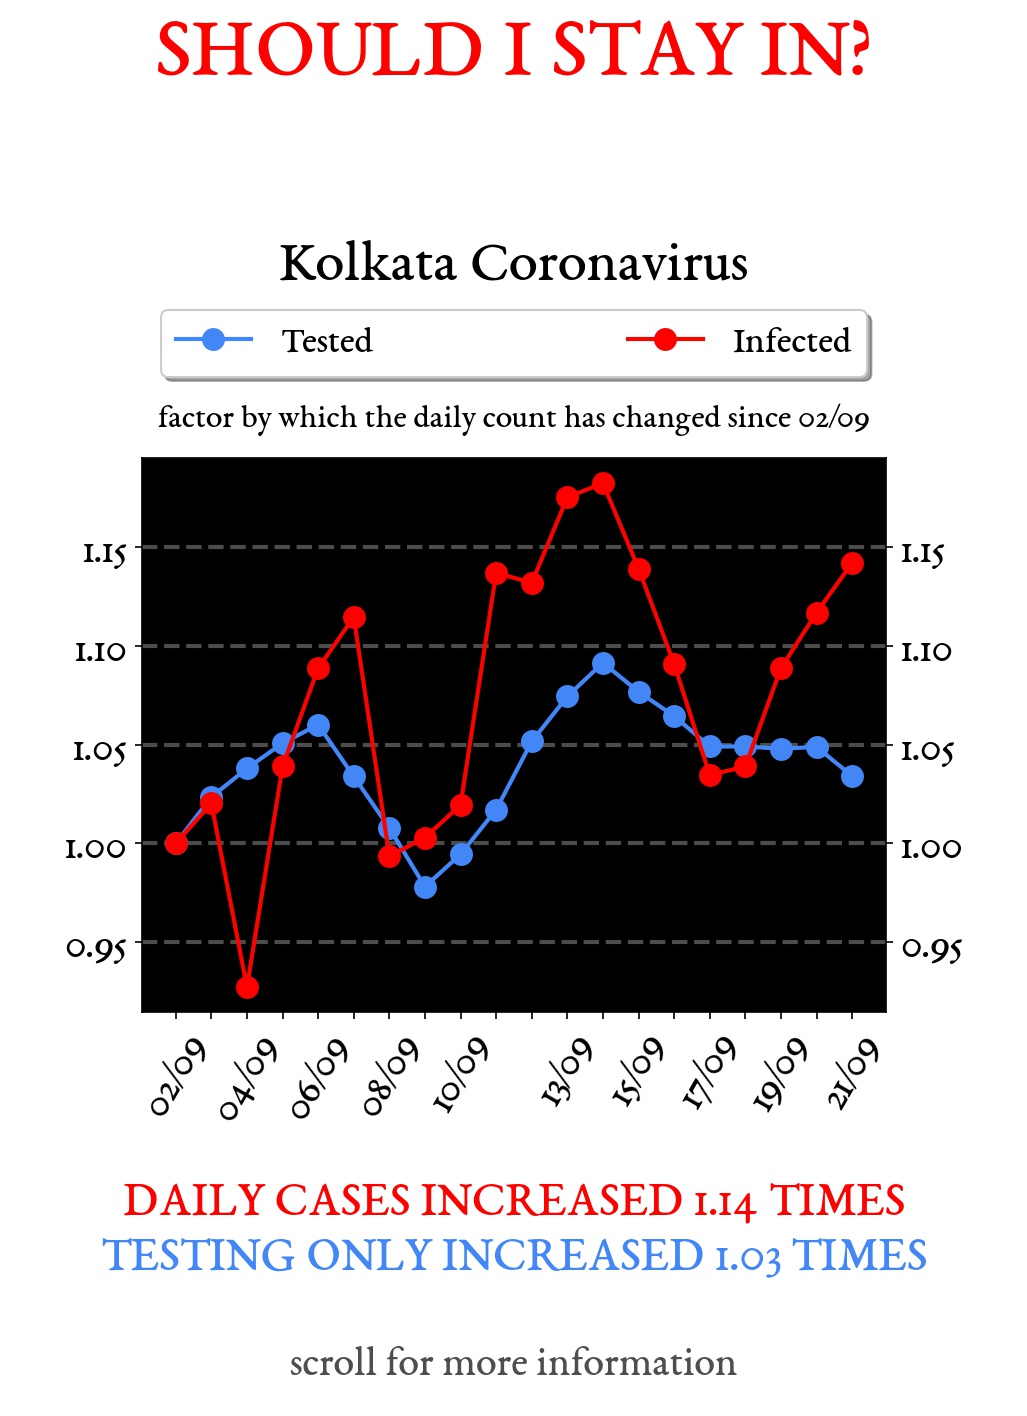 SHOULD I STAY IN?
Kolkata Coronavirus
Tested Infected
factor by which the daily count has changed since 02/09
1.15 1.15
1.10 1.10
1.05 1.05
1.00 1.00
0.95 0.95
02/09 04/09 06/09 08/09 10/09 13/09 15/09 17/09 19/09 21/09
DAILY CASES INCREASED 1.14 TIMES
TESTING ONLY INCREASED 1.03 TIMES
scroll for more information